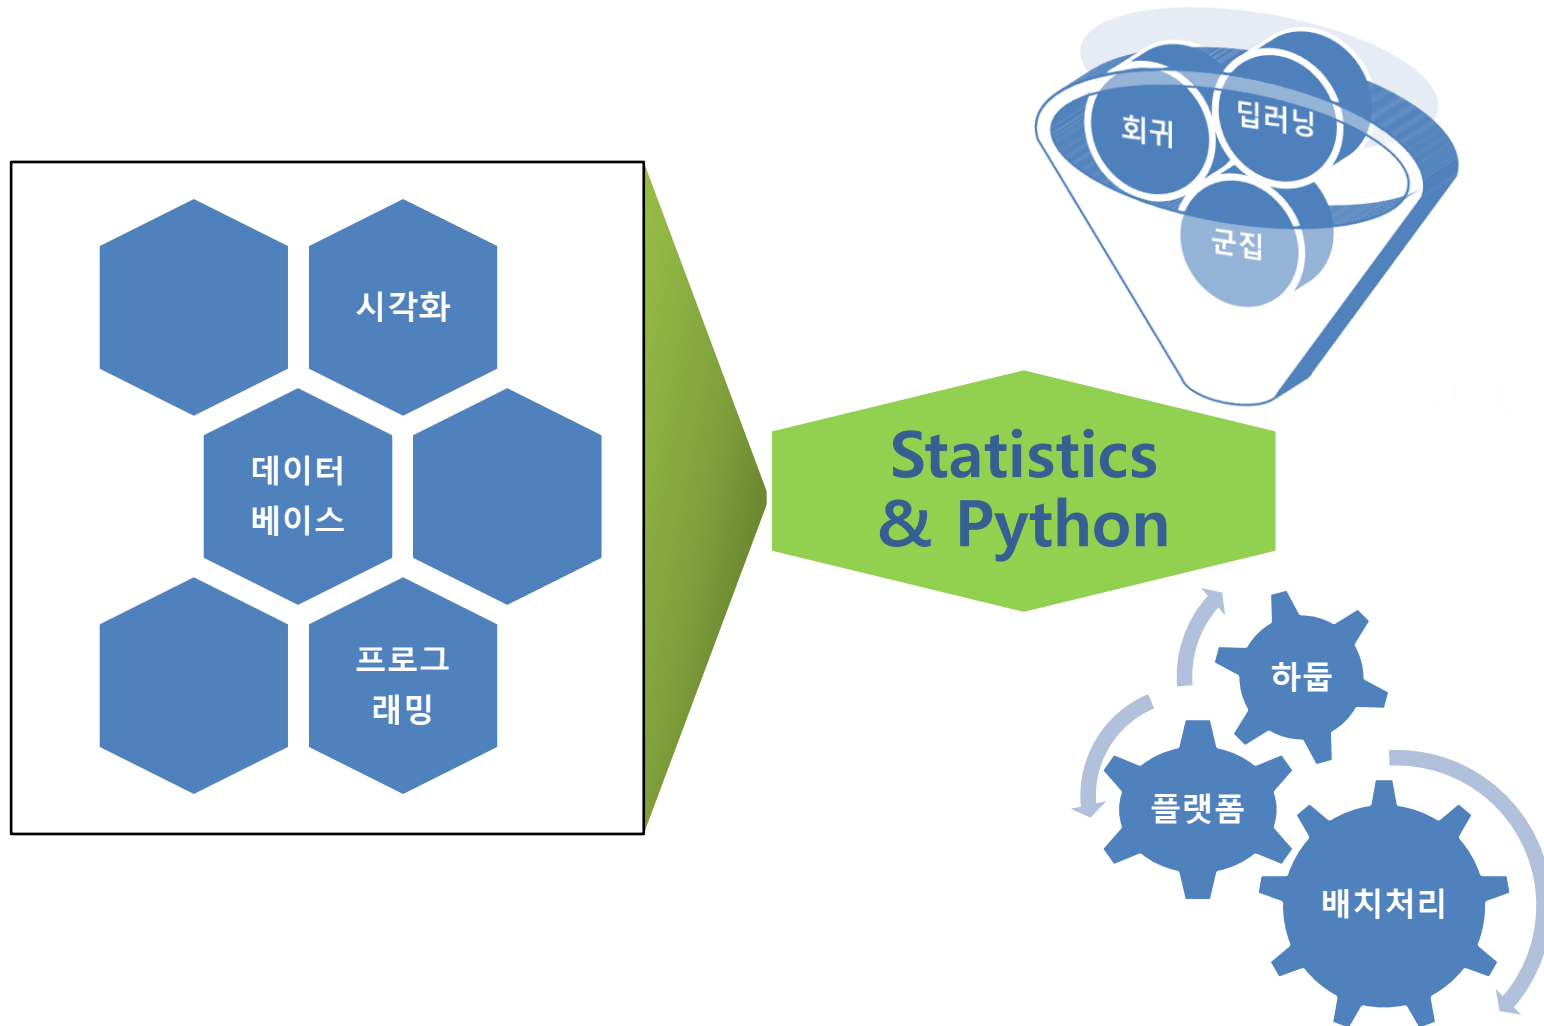 시각화
데이터
베이스
프로그
래밍
Statistics
& Python
회귀
딥러닝
군집
하둡
플랫폼
배치처리